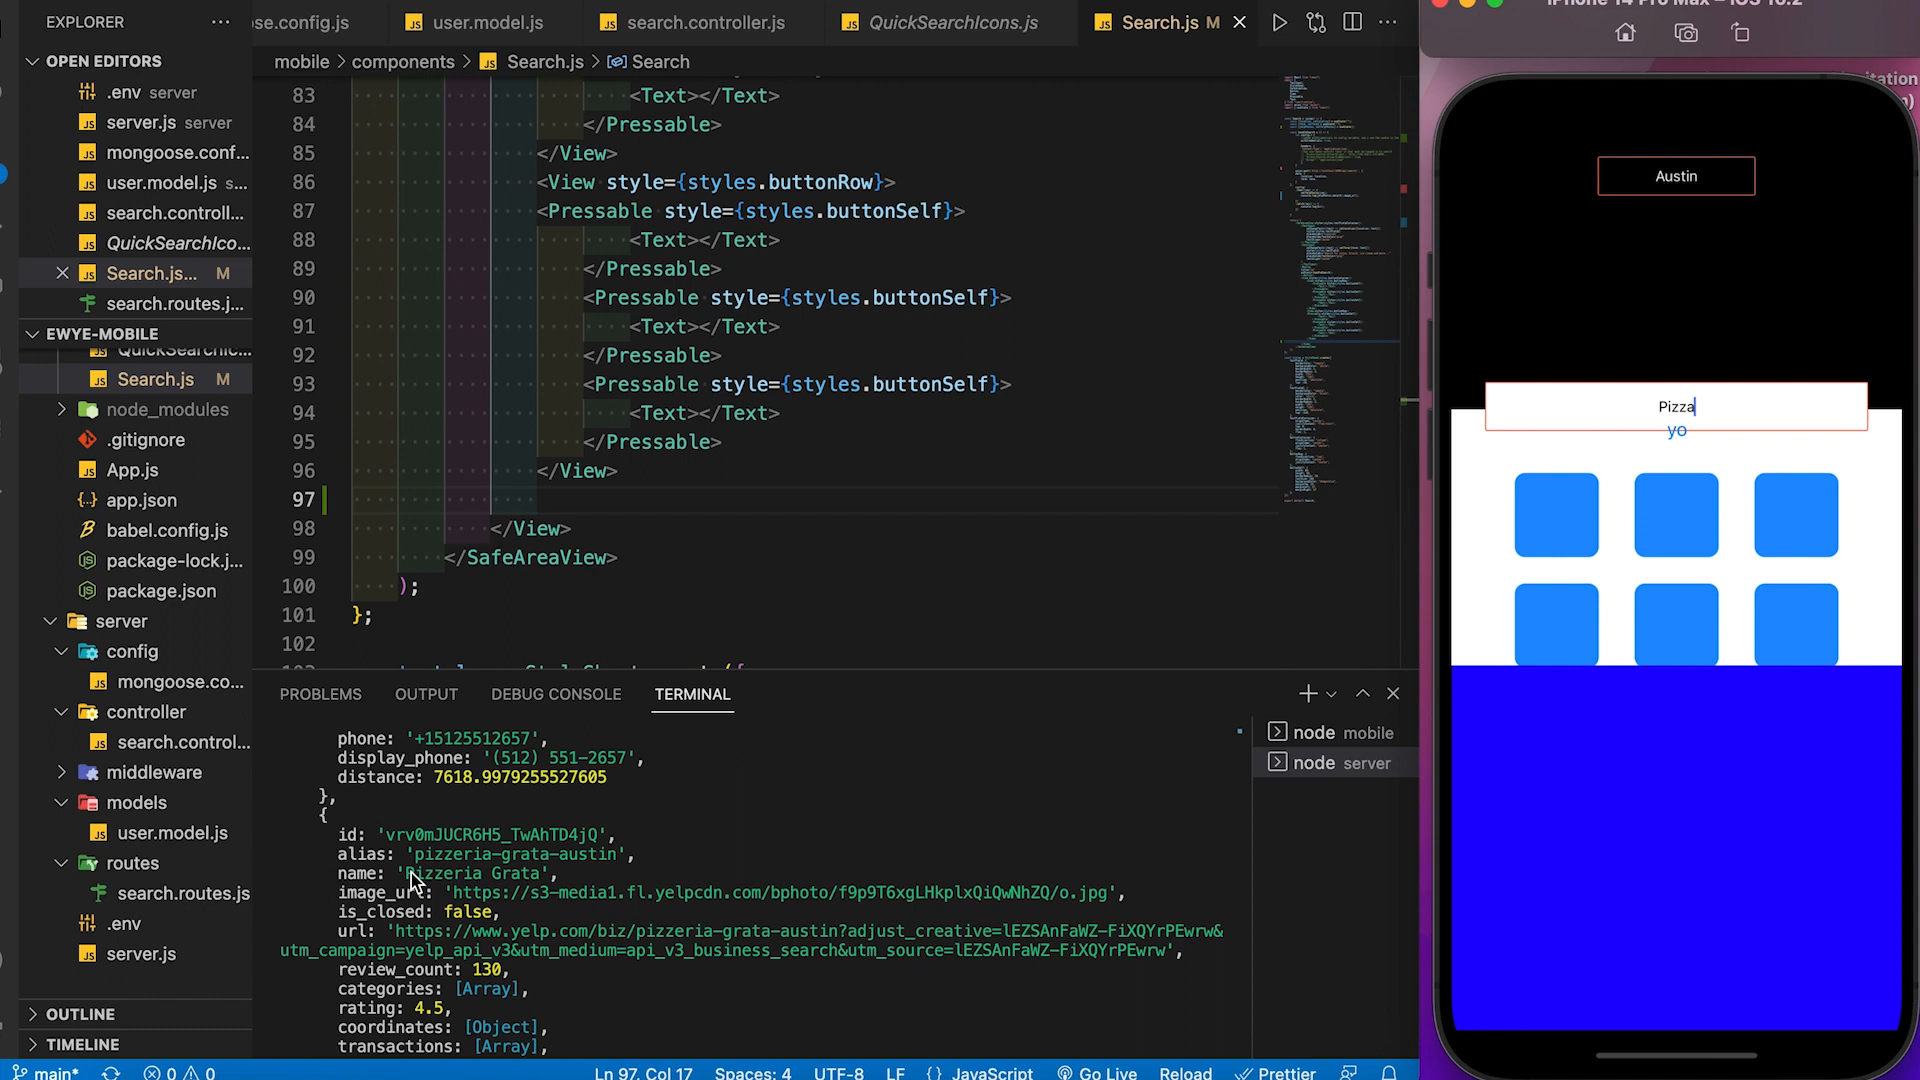 EXPLORER
···
OPEN EDITORS
.env server
server.js server
mongoose.conf...
user.model.js s...
search.controll...
QuickSearchIco...
Search.js... M
search.routes.j...
EWYE-MOBILE
QuickSearchIc...
Search.js M
node_modules
.gitignore
App.js
app.json
babel.config.js
package-lock.j...
package.json
server
config
mongoose.co...
controller
search.control...
middleware
models
user.model.js
routes
search.routes.js
.env
server.js
OUTLINE
TIMELINE
se.config.js
user.model.js
search.controller.js
QuickSearchIcons.js
Search.js M
mobile > components > Search.js > Search
83 <Text></Text>
84 </Pressable>
85 </View>
86 <View style={styles.buttonRow}>
87 <Pressable style={styles.buttonSelf}>
88 <Text></Text>
89 </Pressable>
90 <Pressable style={styles.buttonSelf}>
91 <Text></Text>
92 </Pressable>
93 <Pressable style={styles.buttonSelf}>
94 <Text></Text>
95 </Pressable>
96 </View>
97
98 </View>
99 </SafeAreaView>
100 );
101 };
102
PROBLEMS
OUTPUT
DEBUG CONSOLE
TERMINAL
phone: '+15125512657',
display_phone: '(512) 551-2657',
distance: 7618.9979255527605
},
{
id: 'vrv0mJUCR6H5_TwAhTD4jQ',
alias: 'pizzeria-grata-austin',
name: 'Pizzeria Grata',
image_url: 'https://s3-media1.fl.yelpcdn.com/bphoto/f9p9T6xgLHkplxQiQwNhZQ/o.jpg',
is_closed: false,
url: 'https://www.yelp.com/biz/pizzeria-grata-austin?adjust_creative=lEZSAnFaWZ-FiXQYrPEwrw&
utm_campaign=yelp_api_v3&utm_medium=api_v3_business_search&utm_source=lEZSAnFaWZ-FiXQYrPEwrw',
review_count: 130,
categories: [Array],
rating: 4.5,
coordinates: [Object],
transactions: [Array],
node mobile
node server
main*
0
0
Ln 97, Col 17
Spaces: 4
UTF-8
LF
{} JavaScript
Go Live
Reload
Prettier
iPhone 14 Pro Max – iOS 16.2
Austin
Pizza
yo